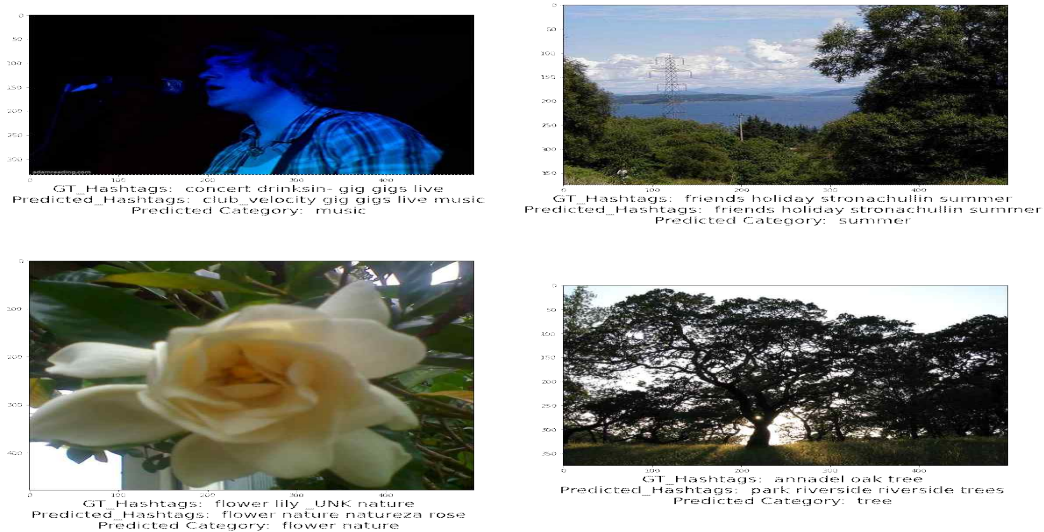 GT_Hashtags: concert drinksin- gig gigs live
Predicted_Hashtags: club_velocity gig gigs live music
Predicted Category: music
GT_Hashtags: friends holiday stronachullin summer
Predicted_Hashtags: friends holiday stronachullin summer
Predicted Category: summer
GT_Hashtags: flower lily _UNK nature
Predicted_Hashtags: flower nature natureza rose
Predicted Category: flower nature
GT_Hashtags: annadel oak tree
Predicted_Hashtags: park riverside riverside trees
Predicted Category: tree